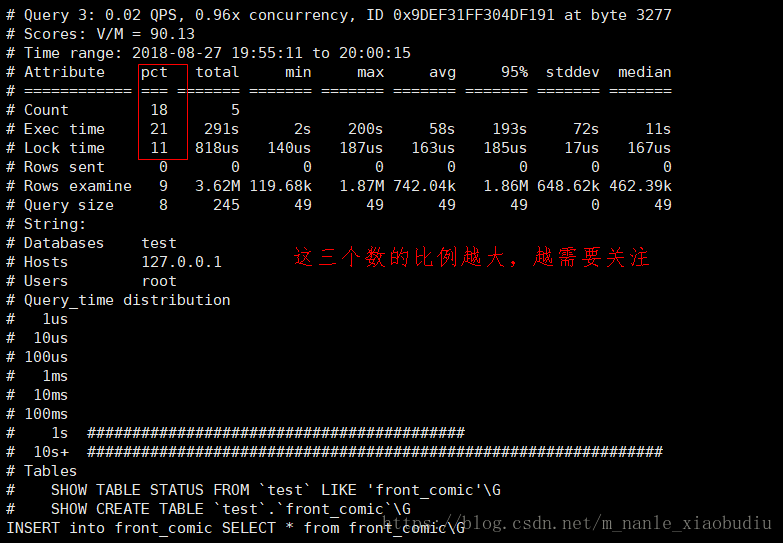 # Query 3: 0.02 QPS, 0.96x concurrency, ID 0x9DEF31FF304DF191 at byte 3277
# Scores: V/M = 90.13
# Time range: 2018-08-27 19:55:11 to 20:00:15
# Attribute    pct   total     min     max     avg     95%  stddev  median
# ============ === ======= ======= ======= ======= ======= ======= =======
# Count         18       5
# Exec time     21    291s      2s    200s     58s    193s     72s     11s
# Lock time     11   818us   140us   187us   163us   185us    17us   167us
# Rows sent      0       0       0       0       0       0       0       0
# Rows examine   9   3.62M 119.68k   1.87M 742.04k   1.86M 648.62k 462.39k
# Query size     8     245      49      49      49      49       0      49
# String:
# Databases    test
# Hosts        127.0.0.1
这三个数的比例越大，越需要关注
# Users        root
# Query_time distribution
#   1us
#  10us
# 100us
#   1ms
#  10ms
# 100ms
#    1s  ##########################################
#  10s+  ################################################################
# Tables
#    SHOW TABLE STATUS FROM `test` LIKE 'front_comic'\G
#    SHOW CREATE TABLE `test`.`front_comic`\G
INSERT into front_comic SELECT * from front_comic\G
https://blog.csdn.net/m_nanle_xiaobudiu